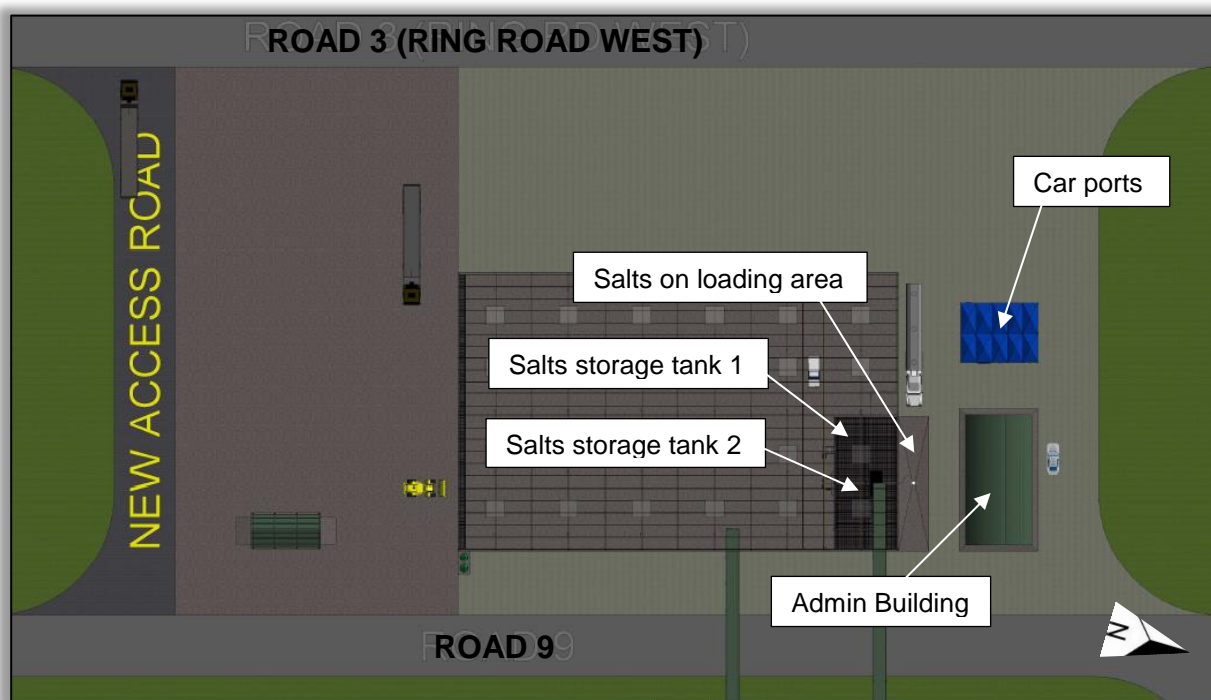 ROAD 3 (RING ROAD WEST)
NEW ACCESS ROAD
Car ports
Salts on loading area
Salts storage tank 1
Salts storage tank 2
Admin Building
ROAD 9
N